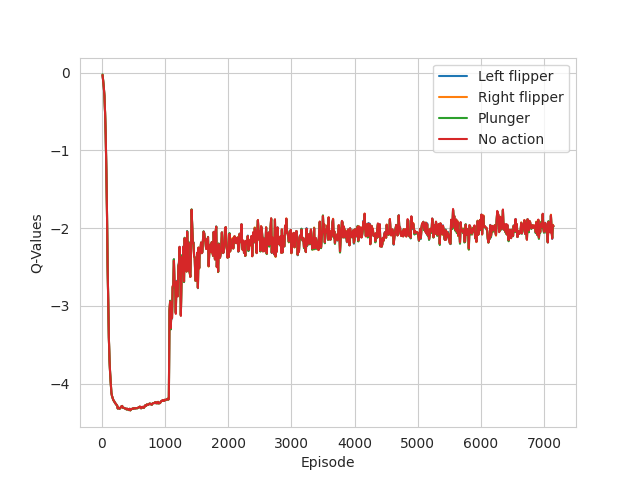 0
−1
−2
−3
−4
Q-Values
0
1000
2000
3000
4000
5000
6000
7000
Episode
Left flipper
Right flipper
Plunger
No action